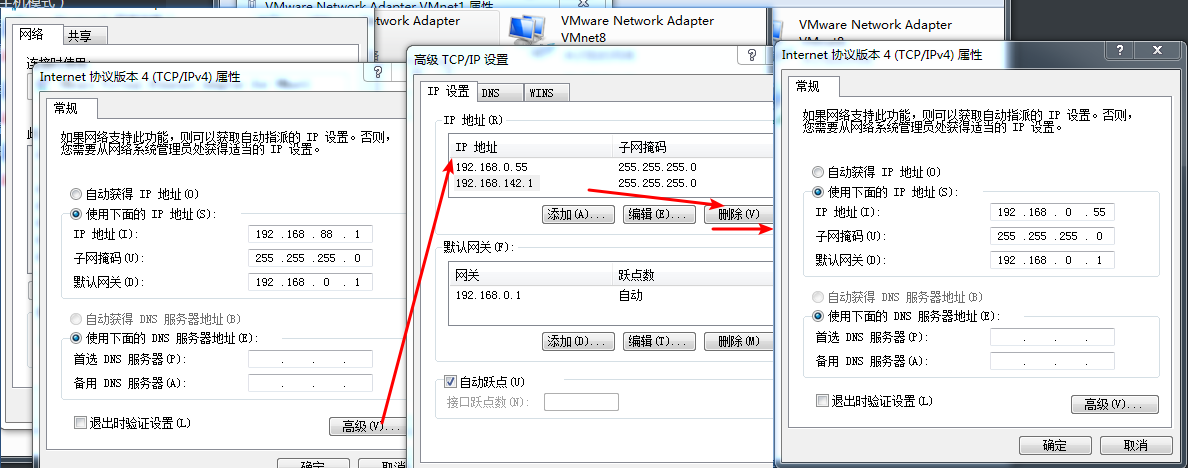 手机模式)
VMware Network Adapter VMnet1 属性
etwork Adapter
VMware Network Adapter
VMnet8
VMware Network Adapter
VMnet8
网络
共享
连接时使用:
Internet 协议版本 4 (TCP/IPv4) 属性
常规
如果网络支持此功能,则可以获取自动指派的 IP 设置。否则,
您需要从网络系统管理员处获得适当的 IP 设置。
自动获得 IP 地址(O)
使用下面的 IP 地址(S):
IP 地址(I):
192 .168 . 88 . 1
子网掩码(U):
255 .255 .255 . 0
默认网关(D):
192 .168 . 0 . 1
自动获得 DNS 服务器地址(B)
使用下面的 DNS 服务器地址(E):
首选 DNS 服务器(P):
. . .
备用 DNS 服务器(A):
. . .
退出时验证设置(L)
高级(V)...
确定
取消
高级 TCP/IP 设置
IP 设置
DNS
WINS
IP 地址(R)
IP 地址
子网掩码
192.168.0.55
255.255.255.0
192.168.142.1
255.255.255.0
添加(A)...
编辑(E)...
删除(V)
默认网关(F):
网关
跃点数
192.168.0.1
自动
添加(D)...
编辑(T)...
删除(M)
自动跃点(U)
接口跃点数(N):
Internet 协议版本 4 (TCP/IPv4) 属性
常规
如果网络支持此功能,则可以获取自动指派的 IP 设置。否则,
您需要从网络系统管理员处获得适当的 IP 设置。
自动获得 IP 地址(O)
使用下面的 IP 地址(S):
IP 地址(I):
192 .168 . 0 . 55
子网掩码(U):
255 .255 .255 . 0
默认网关(D):
192 .168 . 0 . 1
自动获得 DNS 服务器地址(B)
使用下面的 DNS 服务器地址(E):
首选 DNS 服务器(P):
. . .
备用 DNS 服务器(A):
. . .
退出时验证设置(L)
高级(V)...
确定
取消